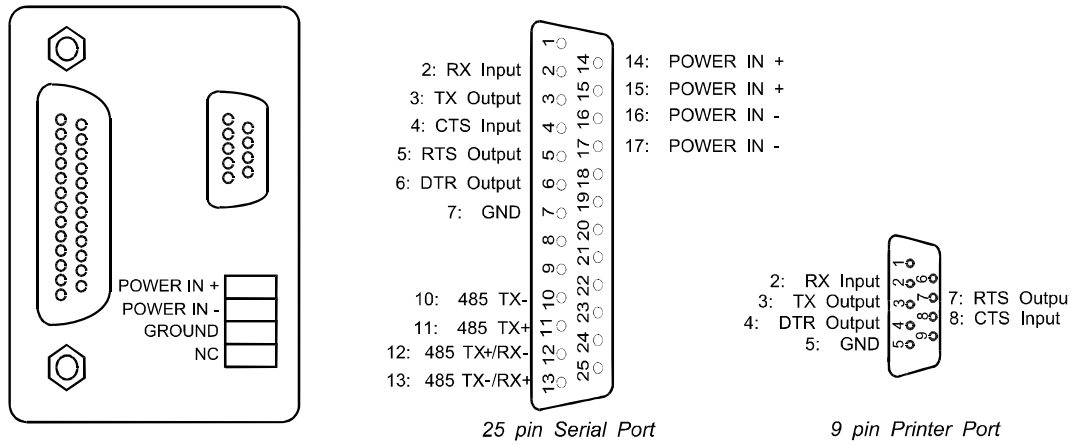 POWER IN +
POWER IN -
GROUND
NC
2: RX Input
3: TX Output
4: CTS Input
5: RTS Output
6: DTR Output
7: GND
10: 485 TX-
11: 485 TX+
12: 485 TX+/RX-
13: 485 TX-/RX+
1
2
3
4
5
6
7
8
9
10
11
12
13
14
15
16
17
18
19
20
21
22
23
24
25
14: POWER IN +
15: POWER IN +
16: POWER IN -
17: POWER IN -
25 pin Serial Port
2: RX Input
3: TX Output
4: DTR Output
5: GND
1
2
3
4
5
6
7
8
9
7: RTS Outpu
8: CTS Input
9 pin Printer Port